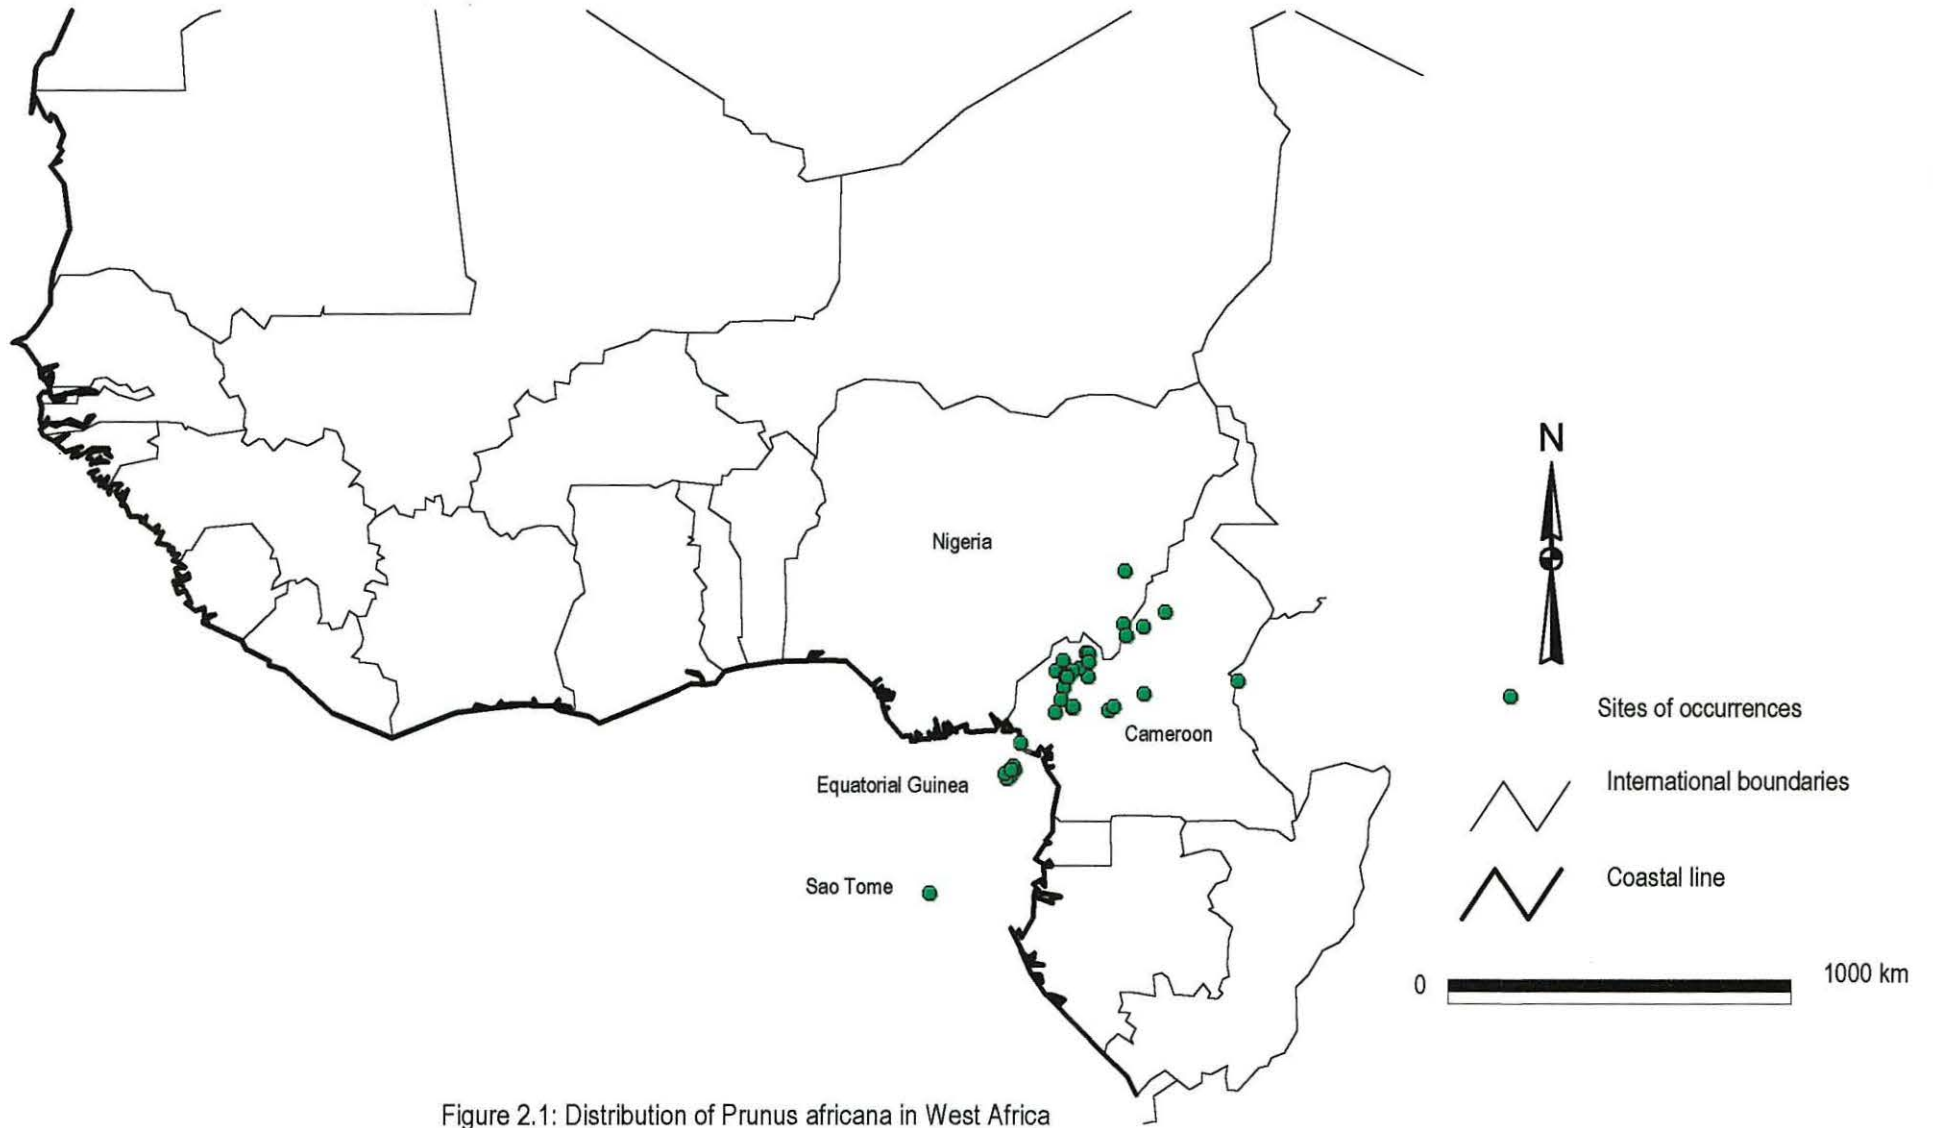 N
Nigeria
Sites of occurrences
Cameroon
International boundaries
Equatorial Guinea
Coastal line
Sao Tome
0
1000 km
Figure 2.1: Distribution of Prunus africana in West Africa